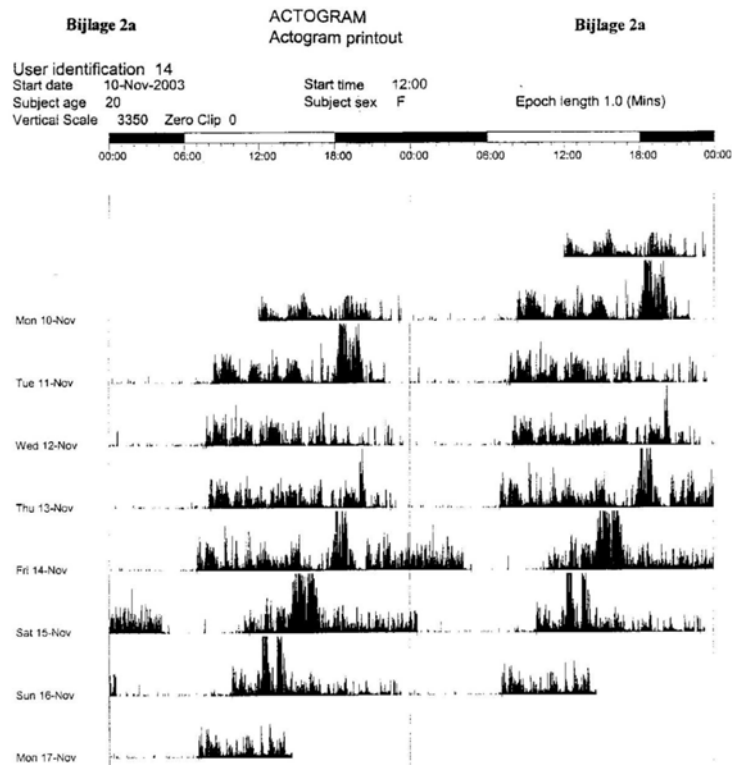 Bijlage 2a ACTOGRAM Bijlage 2a
Actogram printout
User identification 14
Start date 10-Nov-2003 Start time 12:00
Subject age 20 Subject sex F Epoch length 1.0 (Mins)
Vertical Scale 3350 Zero Clip 0
00:00 06:00 12:00 18:00 00:00 06:00 12:00 18:00 00:00
Mon 10-Nov
Tue 11-Nov
Wed 12-Nov
Thu 13-Nov
Fri 14-Nov
Sat 15-Nov
Sun 16-Nov
Mon 17-Nov